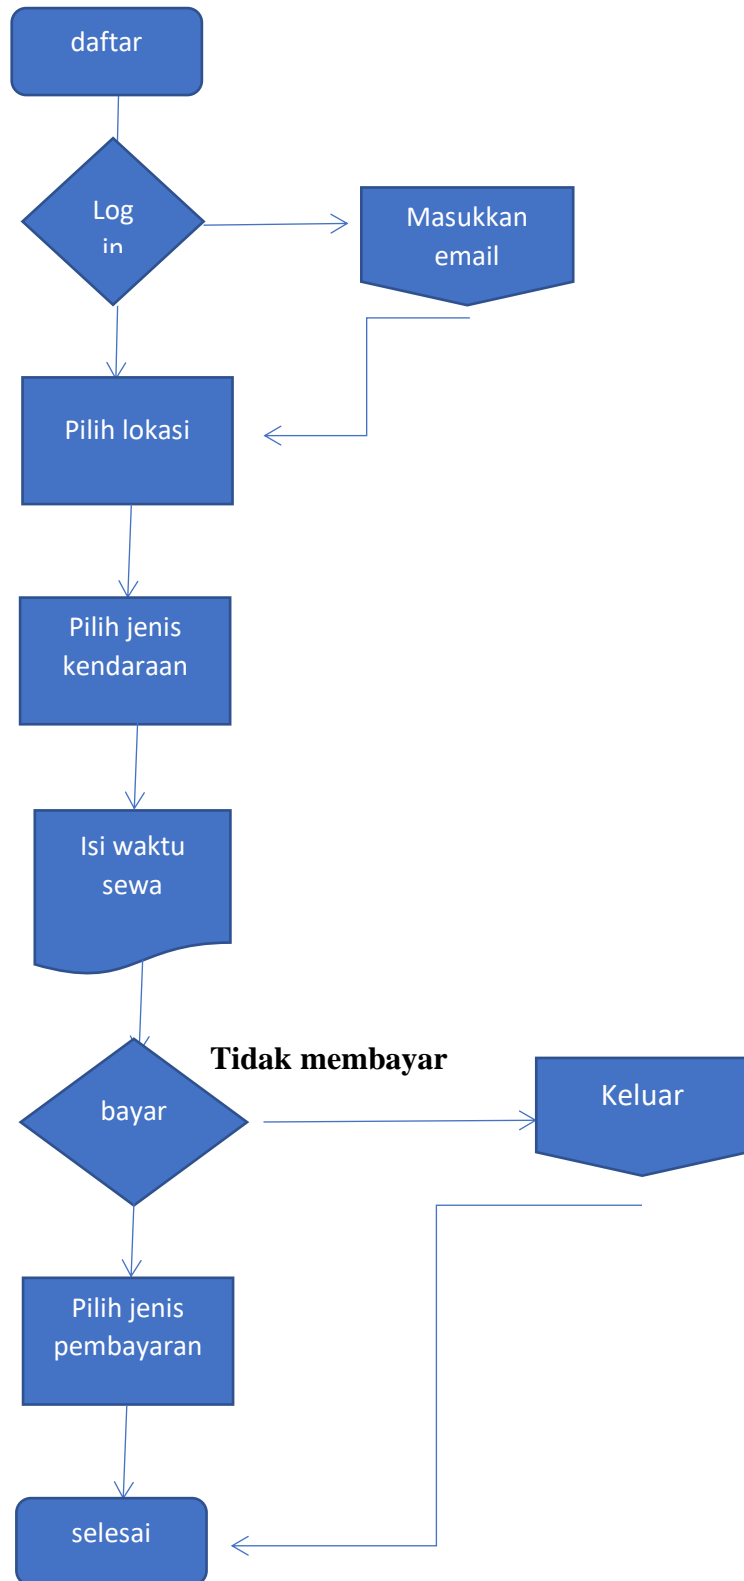 daftar
Log
in
Masukkan
email
Pilih lokasi
Pilih jenis
kendaraan
Isi waktu
sewa
Tidak membayar
Keluar
bayar
Pilih jenis
pembayaran
selesai